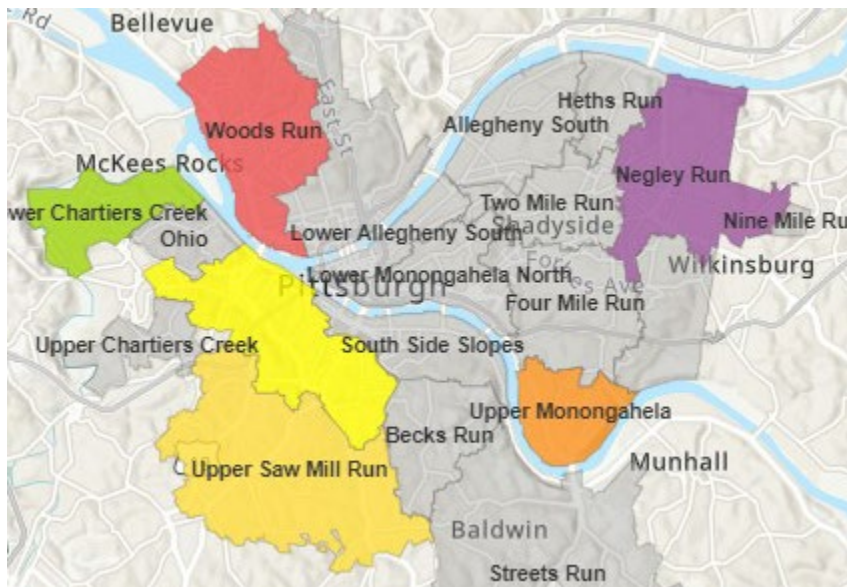 Rd
Bellevue
East St
Heths Run
Woods Run
Allegheny South
McKees Rocks
Negley Run
wer Chartiers Creek
Two Mile Run
Nine Mile Ru
Shadyside
Ohio
Lower Allegheny South
Forbes Ave
Wilkinsburg
Lower Monongahela North
Pittsburgh
Four Mile Run
Upper Chartiers Creek
South Side Slopes
Upper Monongahela
Becks Run
Munhall
Upper Saw Mill Run
Baldwin
Streets Run